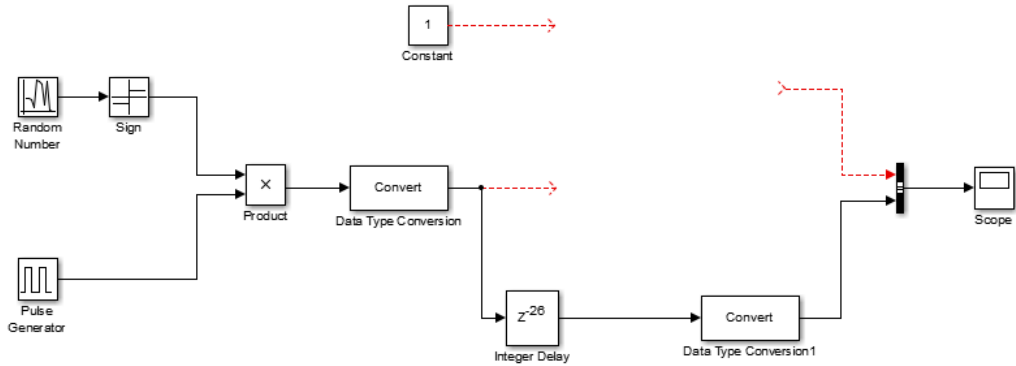 1
Constant
Random
Number
Sign
×
Product
Convert
Data Type Conversion
Pulse
Generator
Z-26
Integer Delay
Convert
Data Type Conversion1
Scope